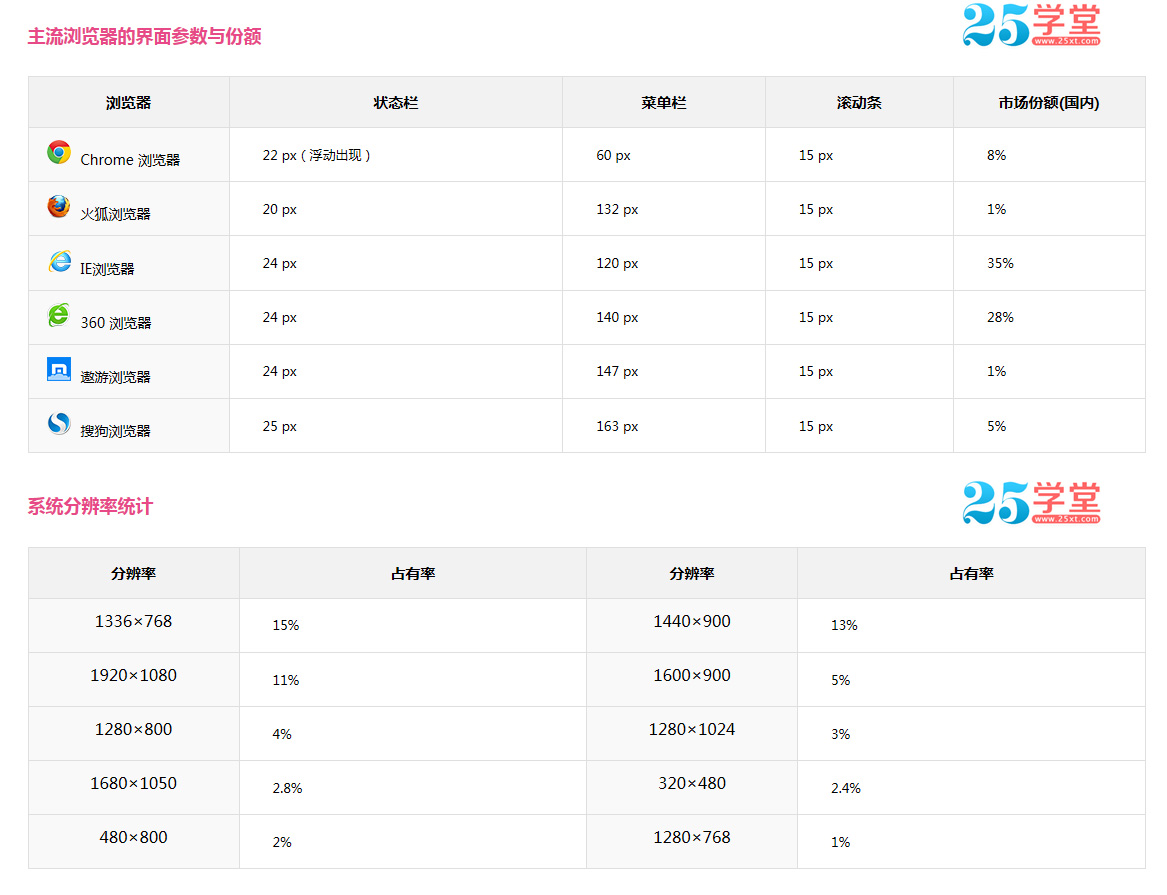 主流浏览器的界面参数与份额
25学堂
www.25xt.com
浏览器 状态栏 菜单栏 滚动条 市场份额(国内)
Chrome 浏览器 22 px ( 浮动出现 ) 60 px 15 px 8%
火狐浏览器 20 px 132 px 15 px 1%
IE浏览器 24 px 120 px 15 px 35%
360 浏览器 24 px 140 px 15 px 28%
遨游浏览器 24 px 147 px 15 px 1%
搜狗浏览器 25 px 163 px 15 px 5%
系统分辨率统计
25学堂
www.25xt.com
分辨率 占有率 分辨率 占有率
1336×768 15% 1440×900 13%
1920×1080 11% 1600×900 5%
1280×800 4% 1280×1024 3%
1680×1050 2.8% 320×480 2.4%
480×800 2% 1280×768 1%